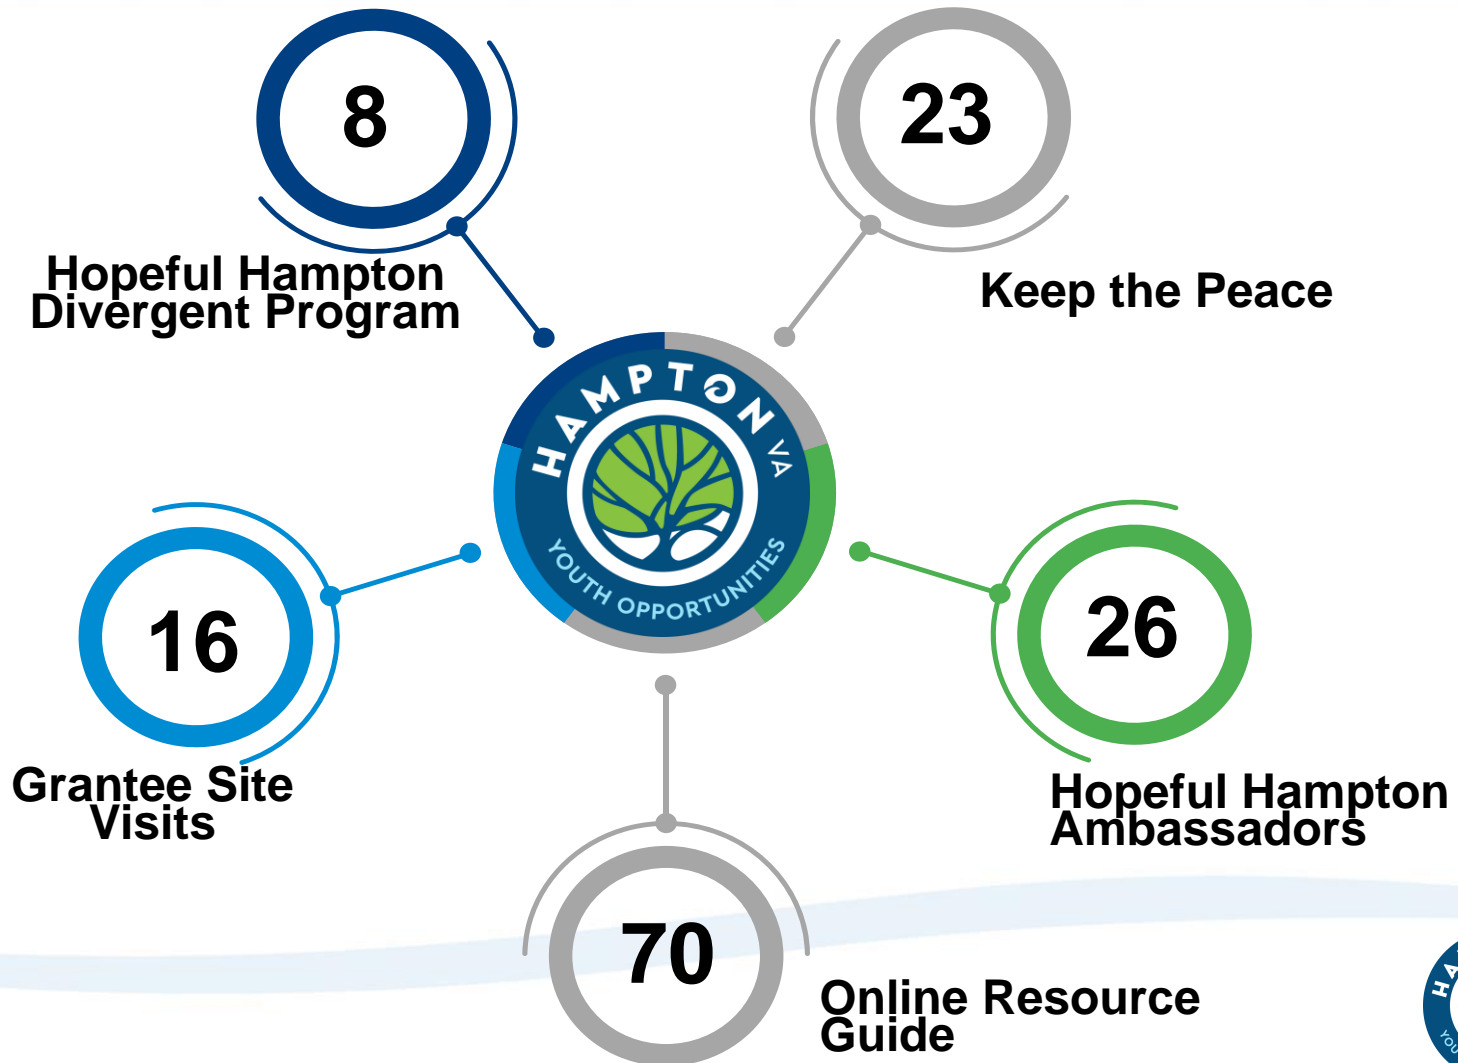 8
Hopeful Hampton
Divergent Program
23
Keep the Peace
HAMPTON VA
YOUTH OPPORTUNITIES
16
Grantee Site
Visits
26
Hopeful Hampton
Ambassadors
70
Online Resource
Guide